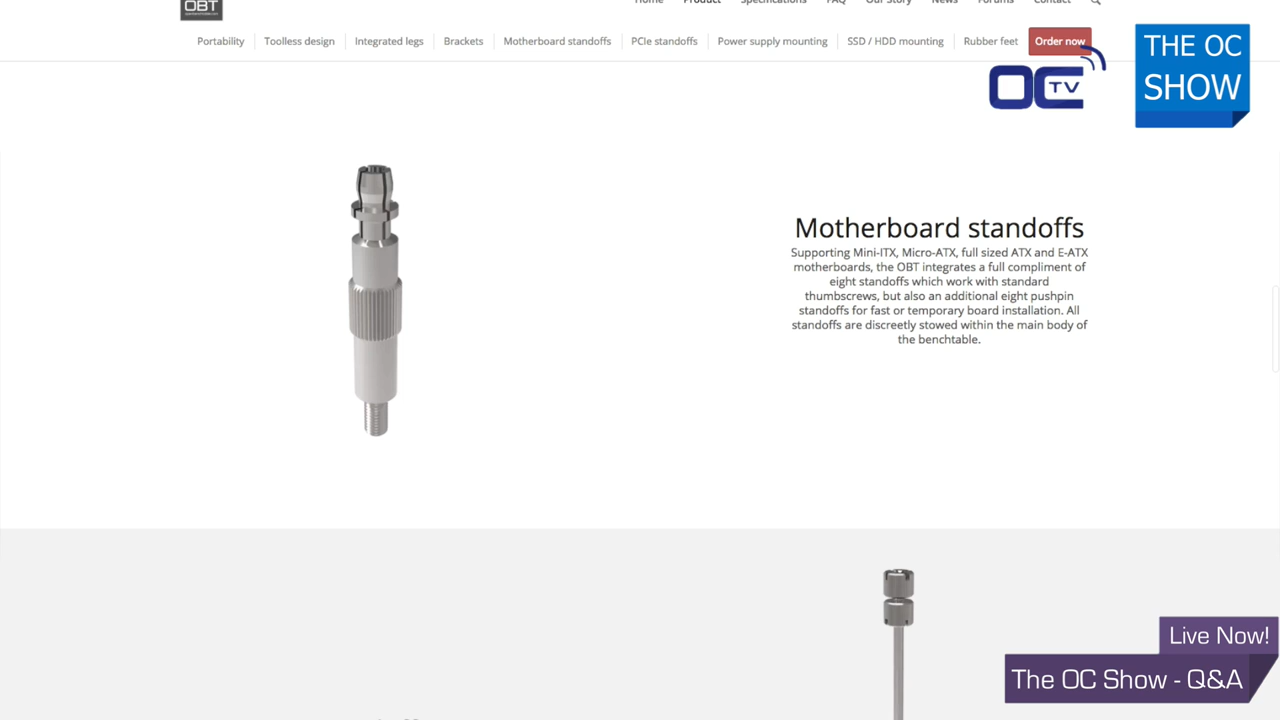 OBT
Home Product Specifications FAQ Our Story News Forums Contact
Portability Toolless design Integrated legs Brackets Motherboard standoffs PCIe standoffs Power supply mounting SSD / HDD mounting Rubber feet Order now
OCTV
THE OC
SHOW
Motherboard standoffs
Supporting Mini-ITX, Micro-ATX, full sized ATX and E-ATX
motherboards, the OBT integrates a full compliment of
eight standoffs which work with standard
thumbscrews, but also an additional eight pushpin
standoffs for fast or temporary board installation. All
standoffs are discreetly stowed within the main body of
the benchtable.
Live Now!
The OC Show - Q&A